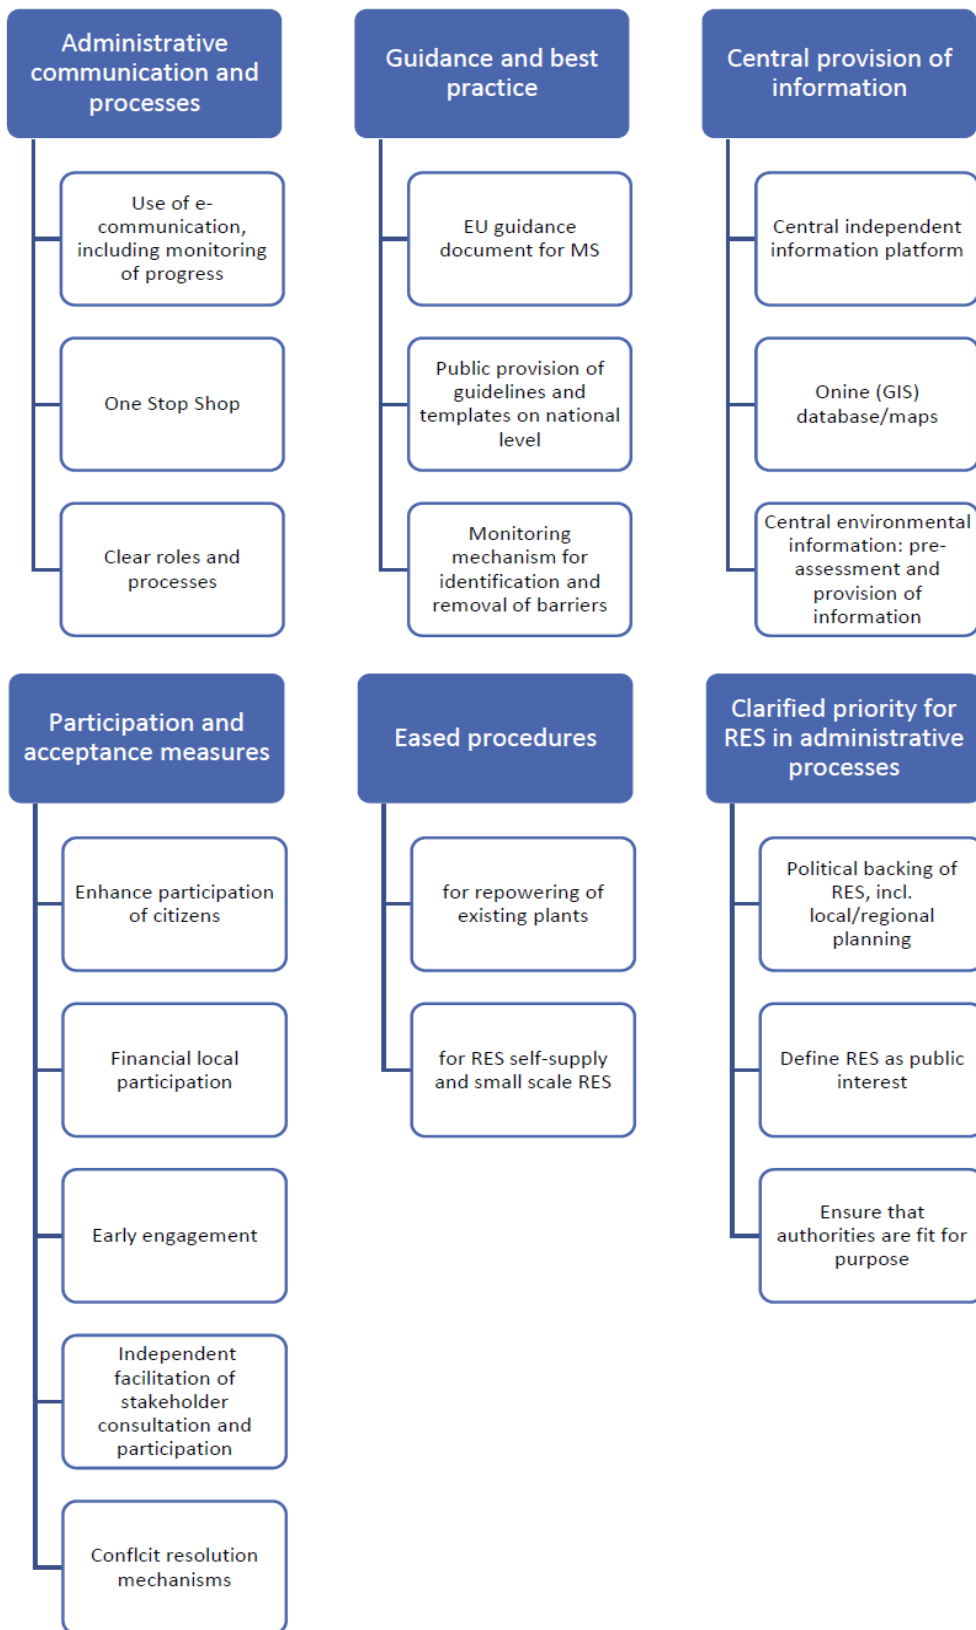 Administrative
communication and
processes
Use of e-
communication,
including monitoring
of progress
One Stop Shop
Clear roles and
processes
Guidance and best
practice
EU guidance
document for MS
Public provision of
guidelines and
templates on national
level
Monitoring
mechanism for
identification and
removal of barriers
Central provision of
information
Central independent
information platform
Onine (GIS)
database/maps
Central environmental
information: pre-
assessment and
provision of
information
Participation and
acceptance measures
Enhance participation
of citizens
Financial local
participation
Early engagement
Independent
facilitation of
stakeholder
consultation and
participation
Conflcit resolution
mechanisms
Eased procedures
for repowering of
existing plants
for RES self-supply
and small scale RES
Clarified priority for
RES in administrative
processes
Political backing of
RES, incl.
local/regional
planning
Define RES as public
interest
Ensure that
authorities are fit for
purpose